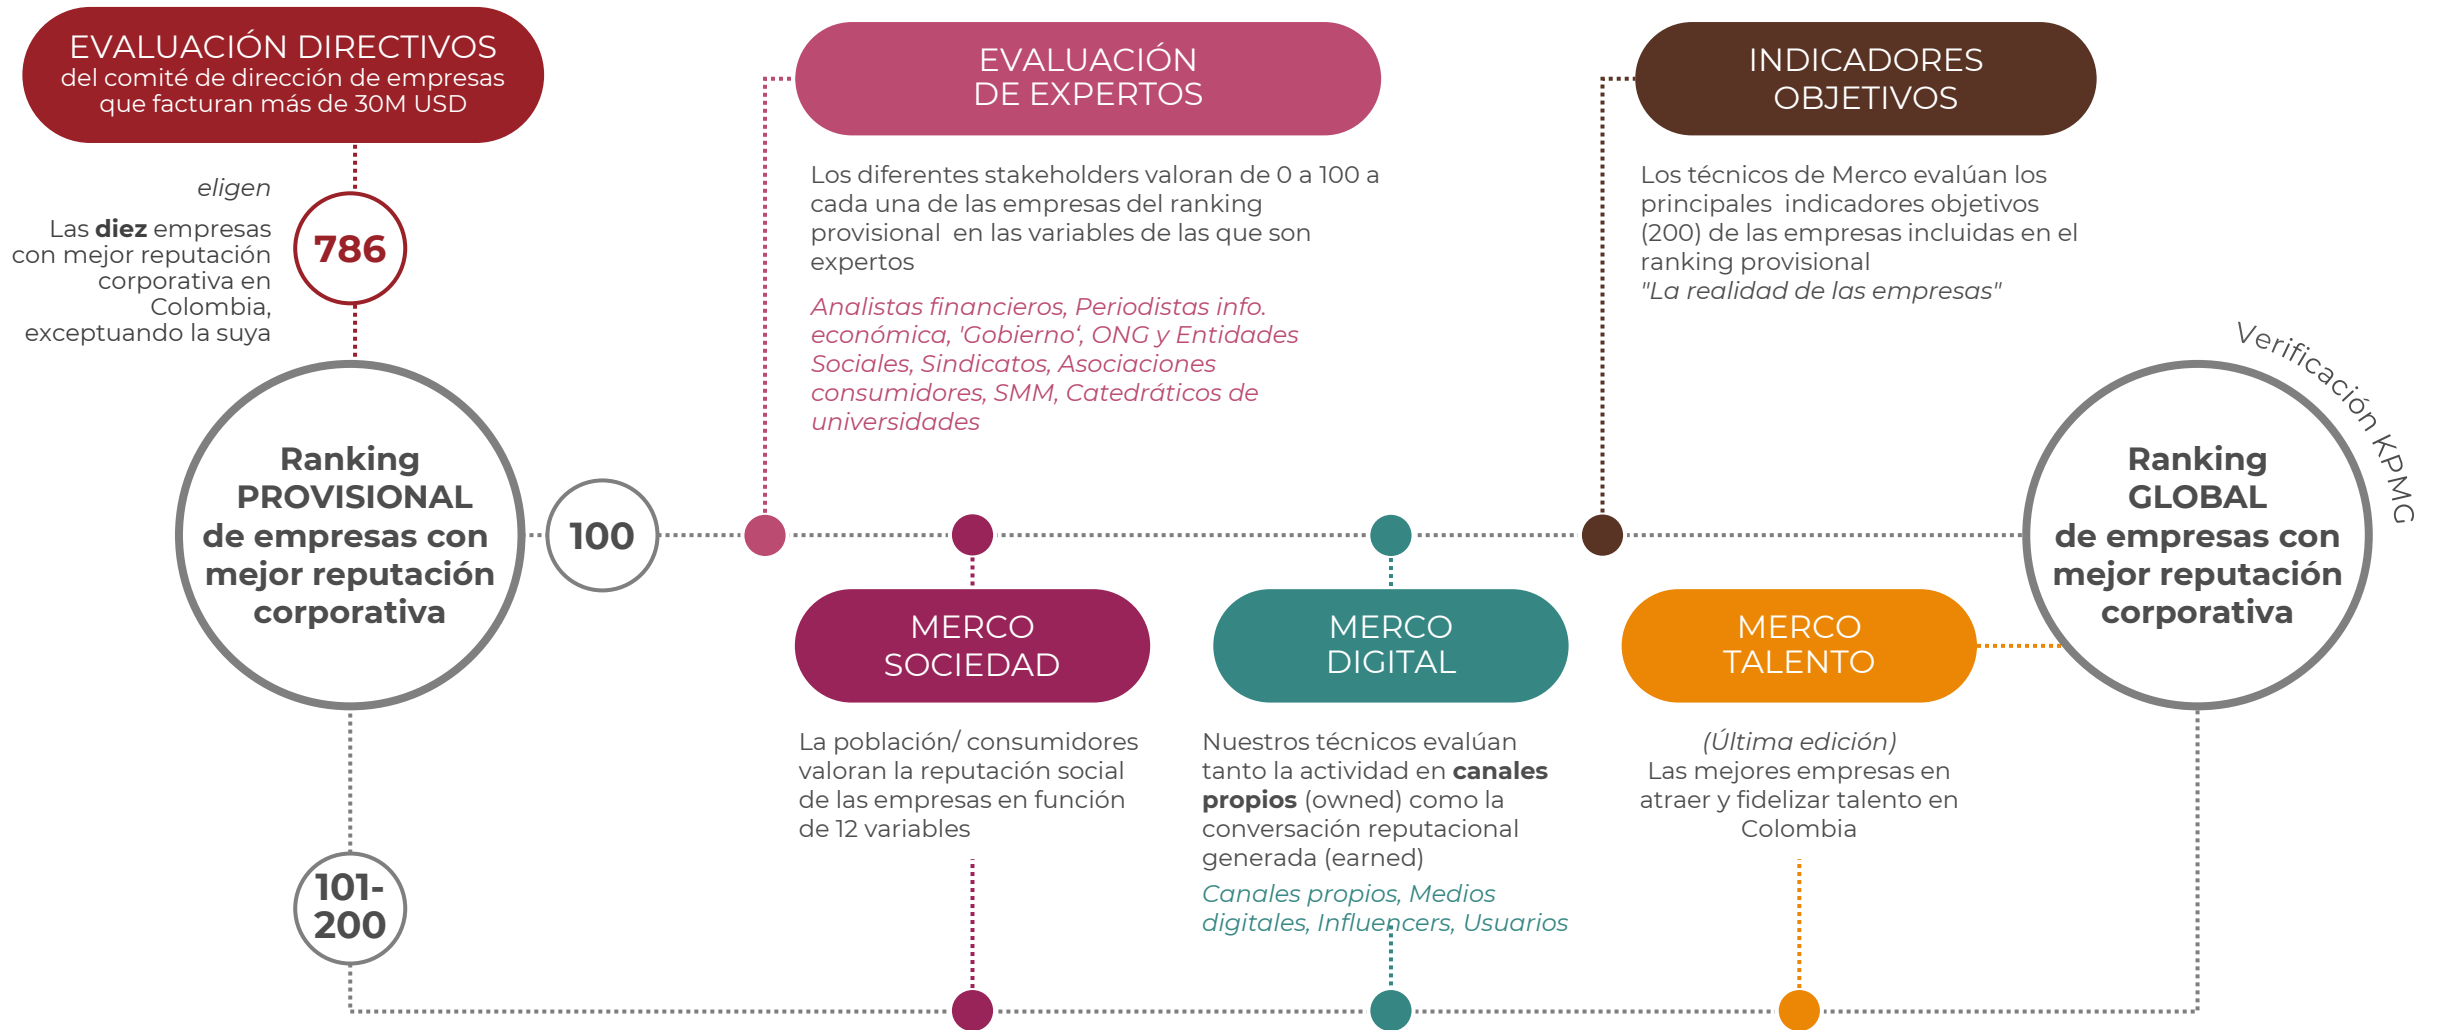 EVALUACIÓN DIRECTIVOS
del comité de dirección de empresas
que facturan más de 30M USD
eligen
Las diez empresas
con mejor reputación
corporativa en
Colombia,
exceptuando la suya
786
Ranking
PROVISIONAL
de empresas con
mejor reputación
corporativa
100
101-
200
EVALUACIÓN
DE EXPERTOS
Los diferentes stakeholders valoran de 0 a 100 a
cada una de las empresas del ranking
provisional  en las variables de las que son
expertos
Analistas financieros, Periodistas info.
económica, 'Gobierno‘, ONG y Entidades
Sociales, Sindicatos, Asociaciones
consumidores, SMM, Catedráticos de
universidades
INDICADORES
OBJETIVOS
Los técnicos de Merco evalúan los
principales  indicadores objetivos
(200) de las empresas incluidas en el
ranking provisional
"La realidad de las empresas"
MERCO
SOCIEDAD
La población/ consumidores
valoran la reputación social
de las empresas en función
de 12 variables
MERCO
DIGITAL
Nuestros técnicos evalúan
tanto la actividad en canales
propios (owned) como la
conversación reputacional
generada (earned)
Canales propios, Medios
digitales, Influencers, Usuarios
MERCO
TALENTO
(Última edición)
Las mejores empresas en
atraer y fidelizar talento en
Colombia
Verificación KPMG
Ranking
GLOBAL
de empresas con
mejor reputación
corporativa